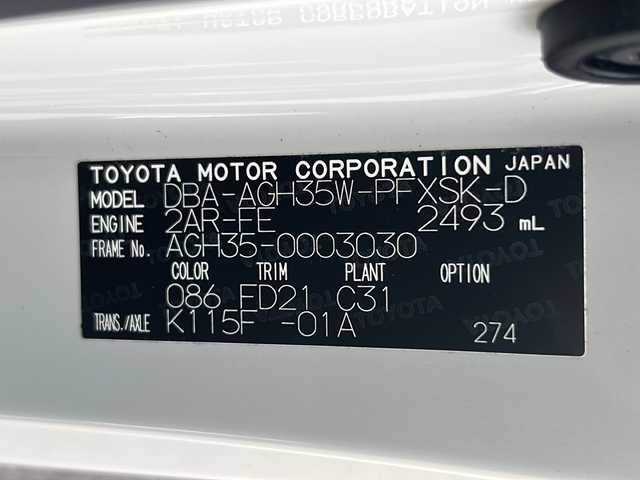 TOYOTA MOTOR CORPORATION JAPAN
MODEL DBA-AGH35W-PFXSK-D
ENGINE 2AR-FE 2493 mL
FRAME No. AGH35-0003030
COLOR TRIM PLANT OPTION
086 FD21 C31
TRANS./AXLE K115F -01A 274